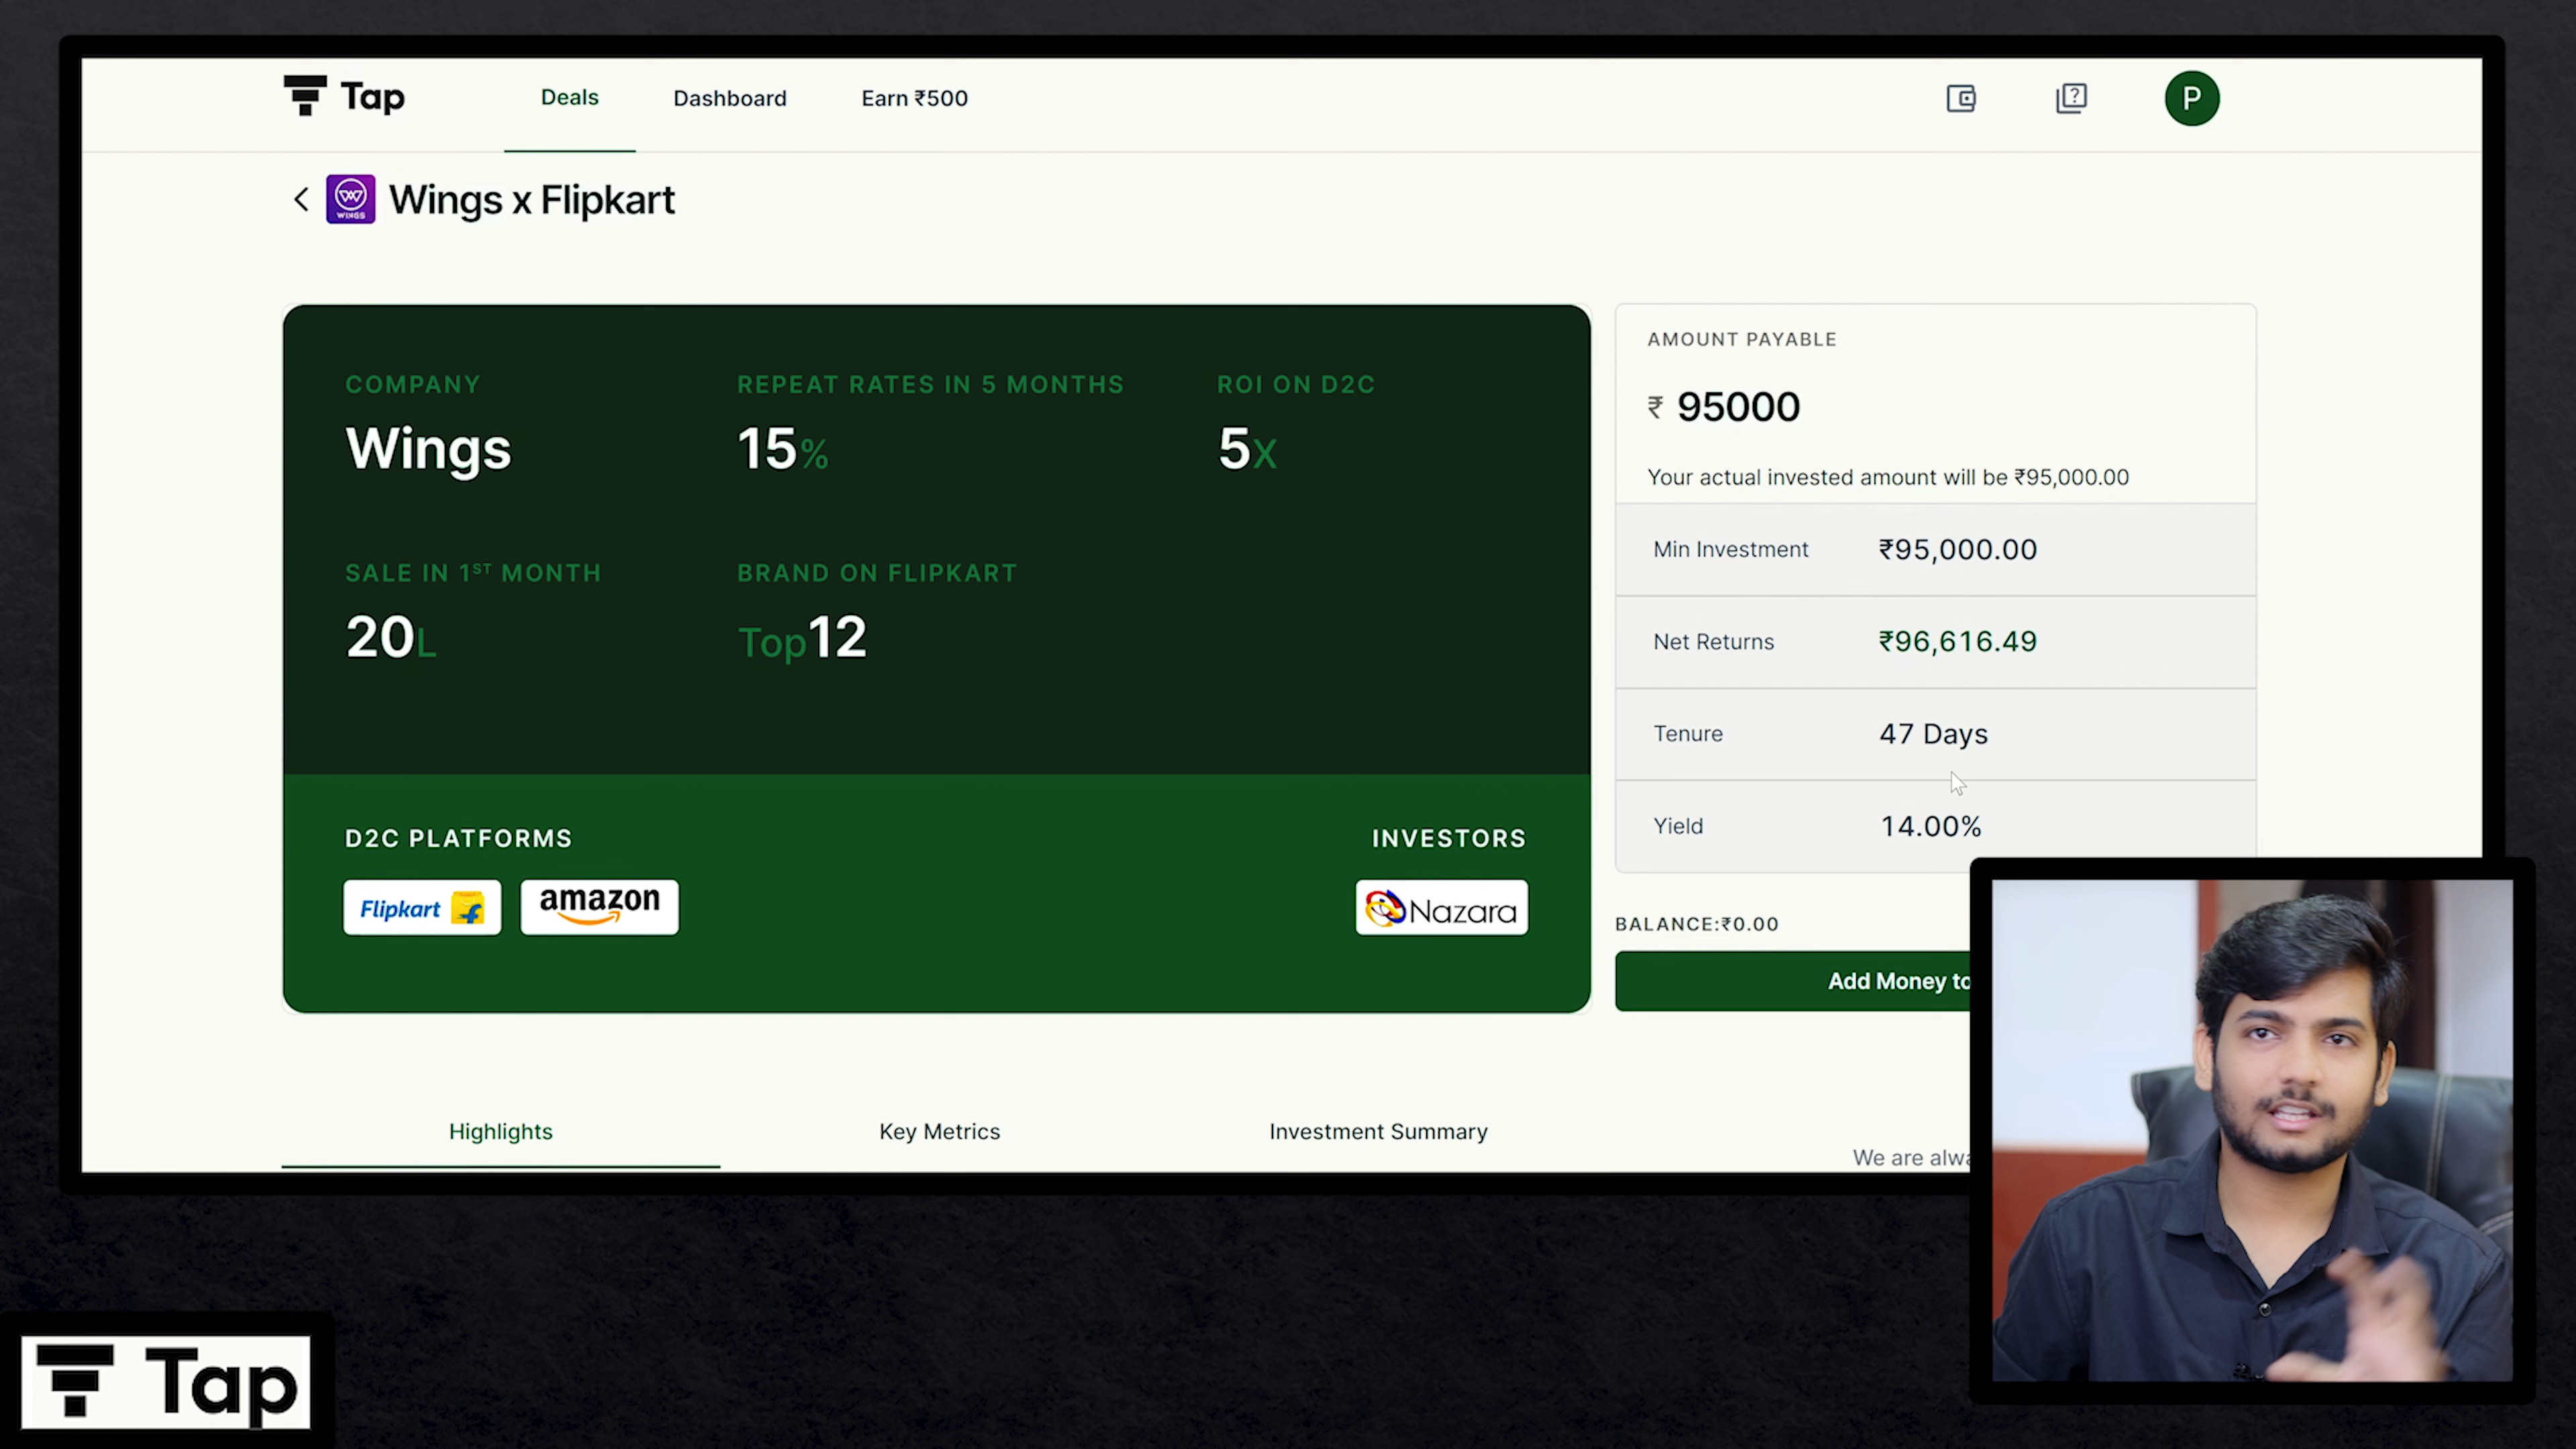 Tap
Deals
Dashboard
Earn ₹500
P
WINGS
Wings x Flipkart
COMPANY
Wings
REPEAT RATES IN 5 MONTHS
15%
ROI ON D2C
5X
SALE IN 1ST MONTH
20L
BRAND ON FLIPKART
Top12
D2C PLATFORMS
Flipkart
amazon
INVESTORS
Nazara
AMOUNT PAYABLE
₹ 95000
Your actual invested amount will be ₹95,000.00
Min Investment ₹95,000.00
Net Returns ₹96,616.49
Tenure 47 Days
Yield 14.00%
BALANCE:₹0.00
Add Money to
Highlights
Key Metrics
Investment Summary
We are alwa
Tap